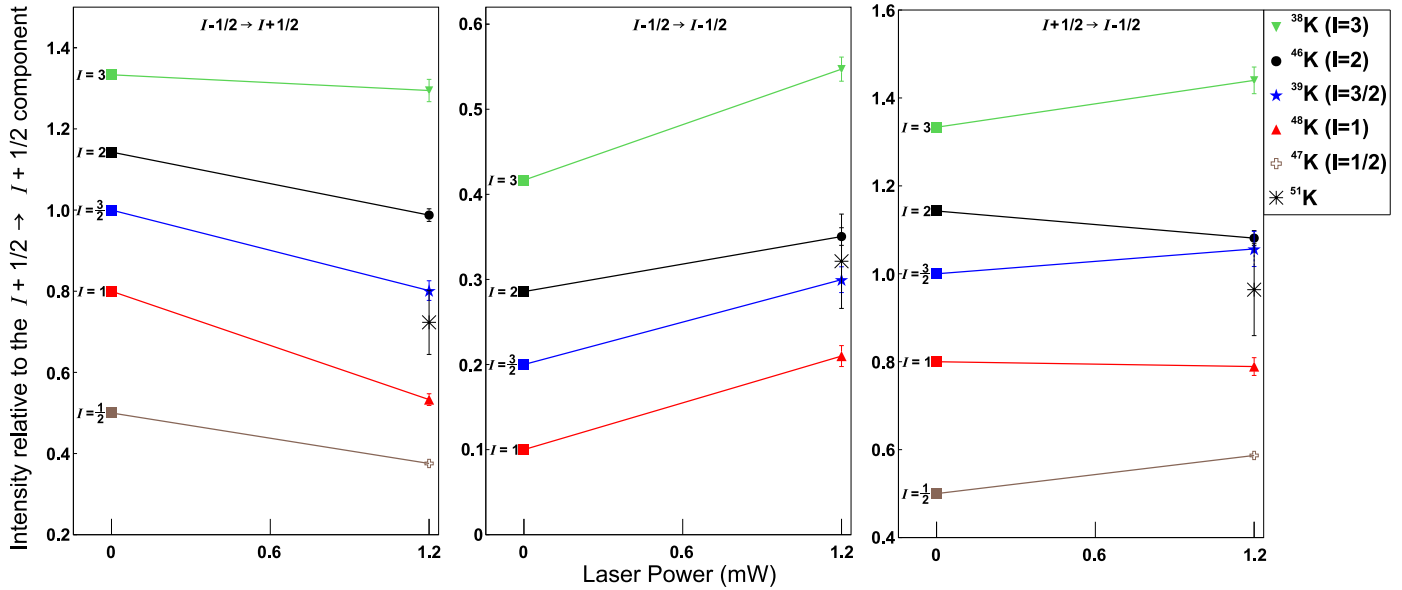 Intensity relative to the I + 1/2 → I + 1/2 component
I - 1/2 → I + 1/2
1.4
1.2
1.0
0.8
0.6
0.4
0.2
I = 3
I = 2
I = 3/2
I = 1
I = 1/2
0 0.6 1.2
I - 1/2 → I - 1/2
0.6
0.5
0.4
0.3
0.2
0.1
0
I = 3
I = 2
I = 3/2
I = 1
0 0.6 1.2
Laser Power (mW)
I + 1/2 → I - 1/2
1.6
1.4
1.2
1.0
0.8
0.6
0.4
I = 3
I = 2
I = 3/2
I = 1
I = 1/2
0 0.6 1.2
³⁸K (I=3)
⁴⁶K (I=2)
³⁹K (I=3/2)
⁴⁸K (I=1)
⁴⁷K (I=1/2)
⁵¹K